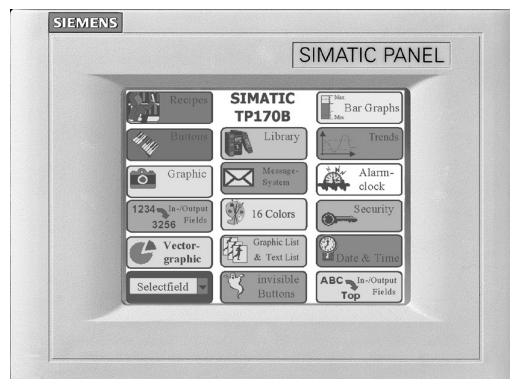 SIEMENS
SIMATIC PANEL
Recipes
SIMATIC
TP170B
Max.
Bar Graphs
Min.
Buttons
Library
Trends
Graphic
Message-
System
Alarm-
clock
1234
In-/Output
Fields
3256
16 Colors
Security
Vector-
graphic
Graphic List
& Text List
Date & Time
Selectfield
invisible
Buttons
ABC
In-/Output
Fields
Top